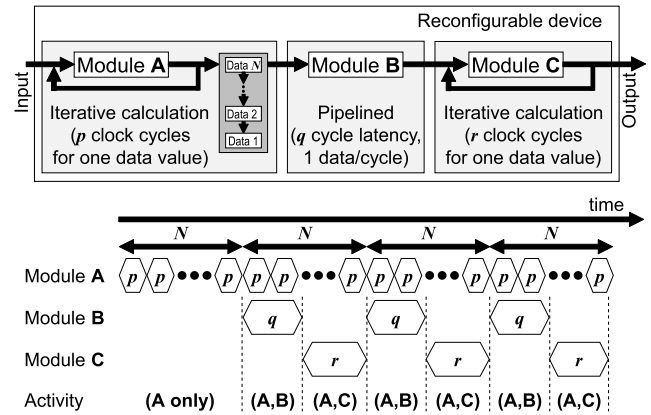 Reconfigurable device
Input
Module A
Data N
Data 2
Data 1
Module B
Module C
Output
Iterative calculation
(p clock cycles
for one data value)
Pipelined
(q cycle latency,
1 data/cycle)
Iterative calculation
(r clock cycles
for one data value)
time
N N N N
Module A p p p p p p p p p p p p
Module B q q q
Module C r r r
Activity (A only) (A,B) (A,C) (A,B) (A,C) (A,B) (A,C)